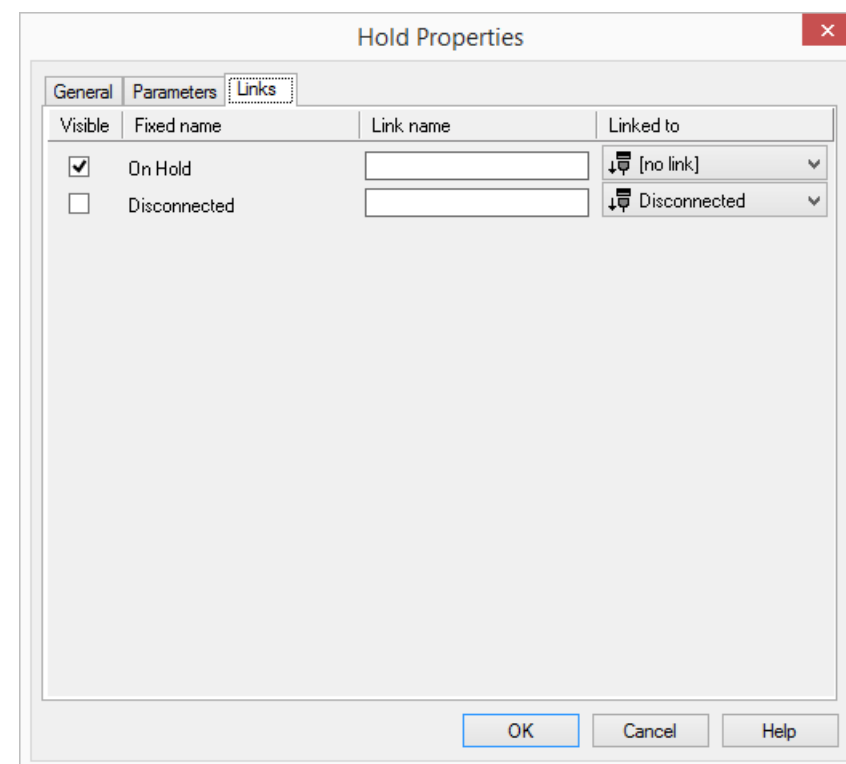 Hold Properties
General Parameters Links
Visible Fixed name Link name Linked to
On Hold [no link]
Disconnected Disconnected
OK Cancel Help